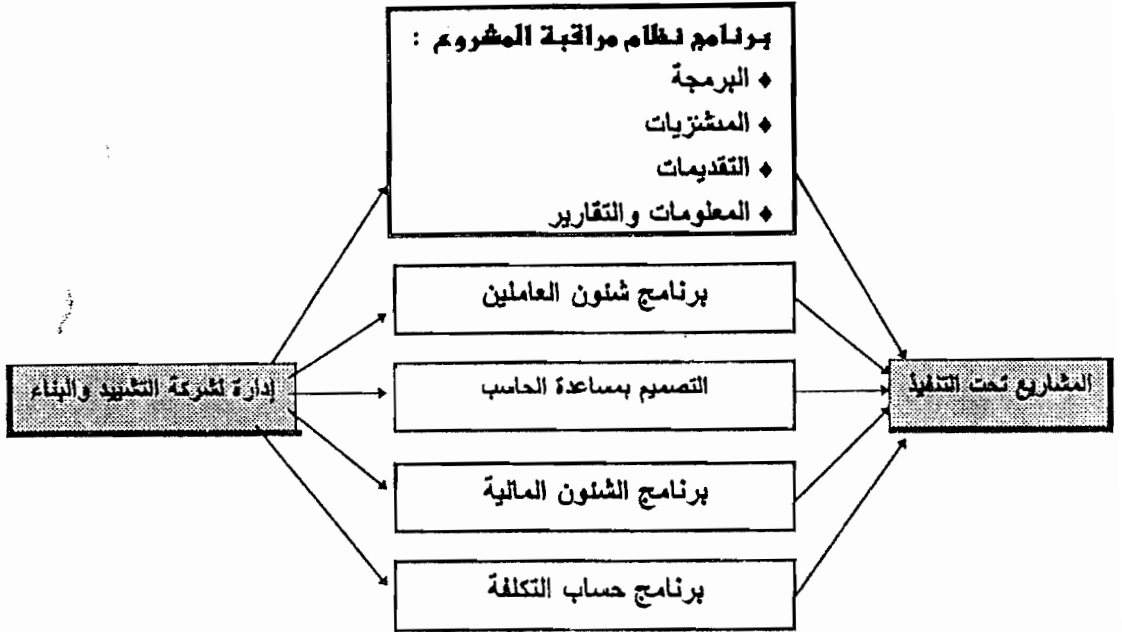 برنامج نظام مراقبة المشروع :
♦ البرمجة
♦ المشتريات
♦ التقديمات
♦ المعلومات والتقارير
برنامج شئون العاملين
المشاريع تحت التنفيذ
التصميم بمساعدة الحاسب
إدارة لشركة التشييد والبناء
برنامج الشئون المالية
برنامج حساب التكلفة